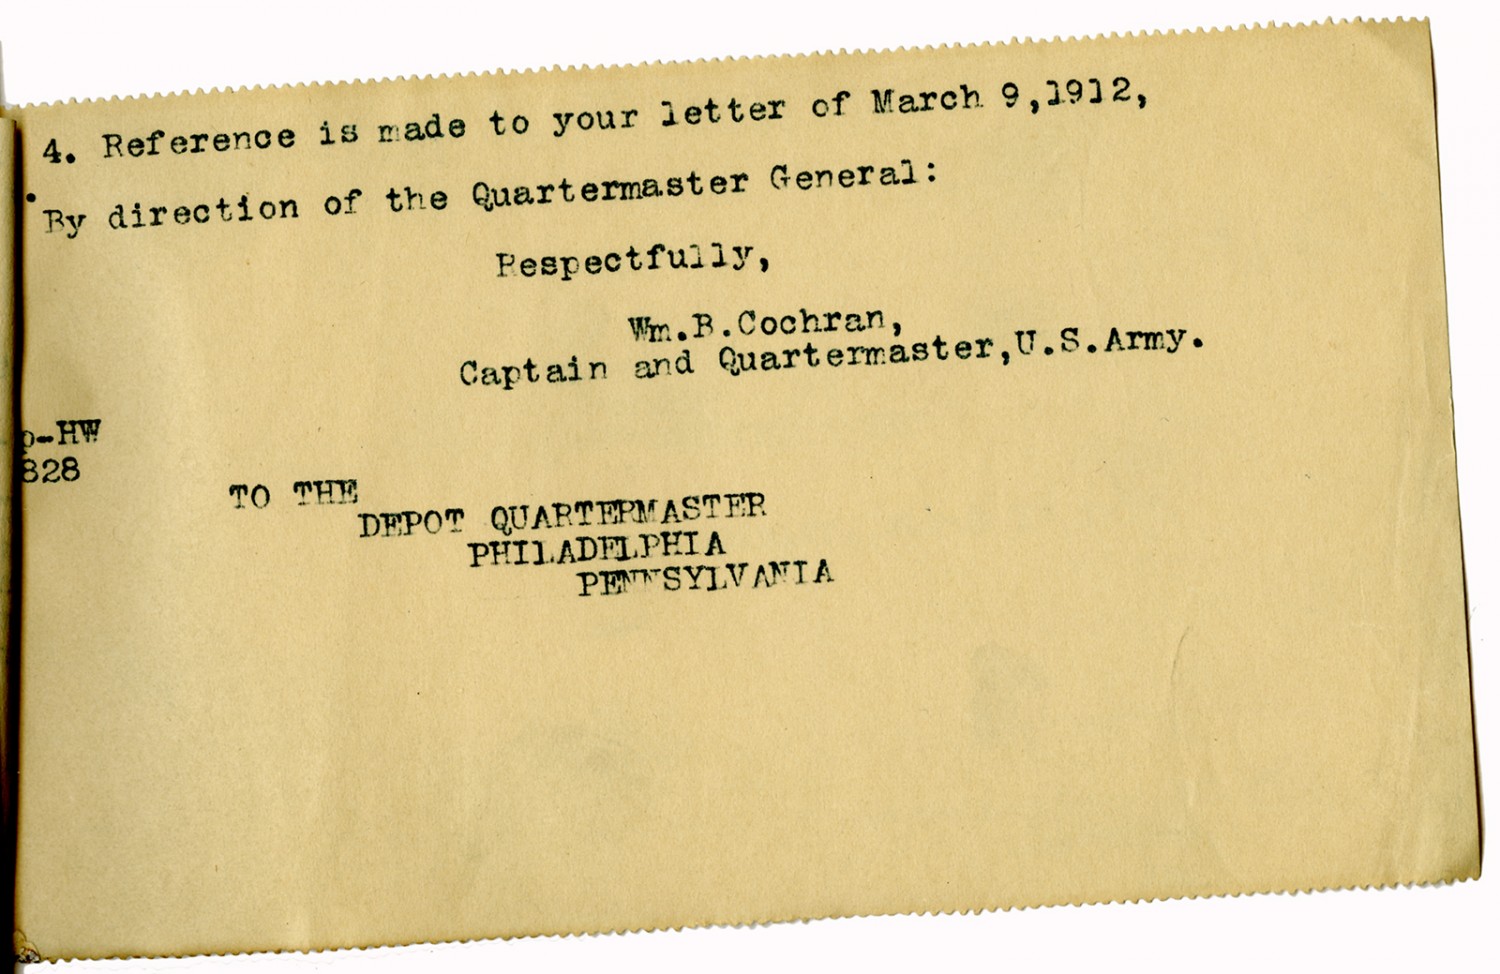 4. Reference is made to your letter of March 9,1912,
By direction of the Quartermaster General:
Respectfully,
Wm.B.Cochran,
Captain and Quartermaster,U.S.Army.
p-HW
828
TO THE
DEPOT QUARTERMASTER
PHILADELPHIA
PENNSYLVANIA